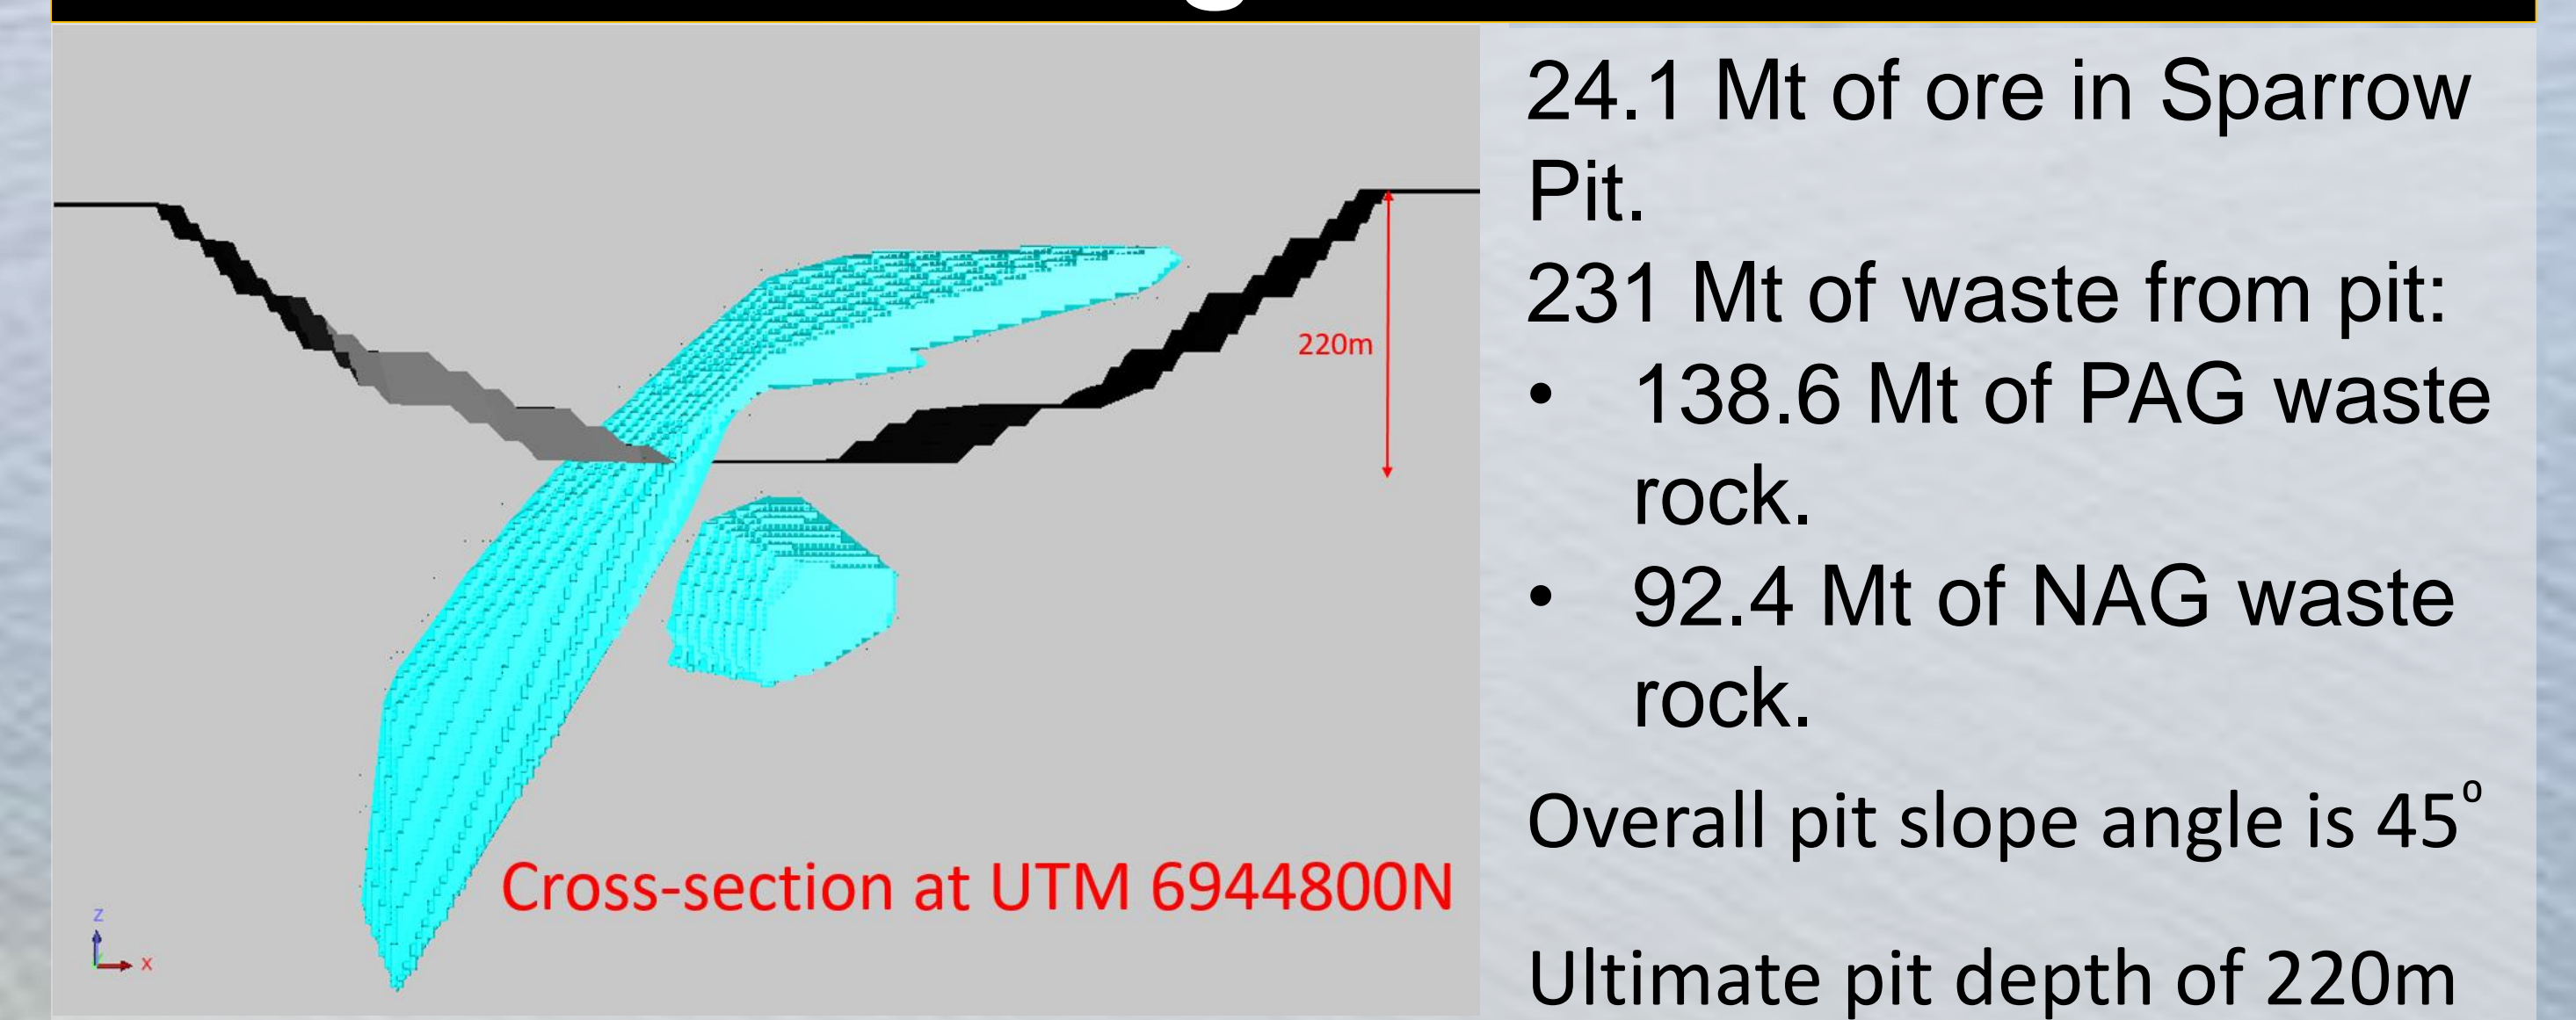 220m
Cross-section at UTM 6944800N
z
x
24.1 Mt of ore in Sparrow
Pit.
231 Mt of waste from pit:
• 138.6 Mt of PAG waste
rock.
• 92.4 Mt of NAG waste
rock.
Overall pit slope angle is 45°
Ultimate pit depth of 220m